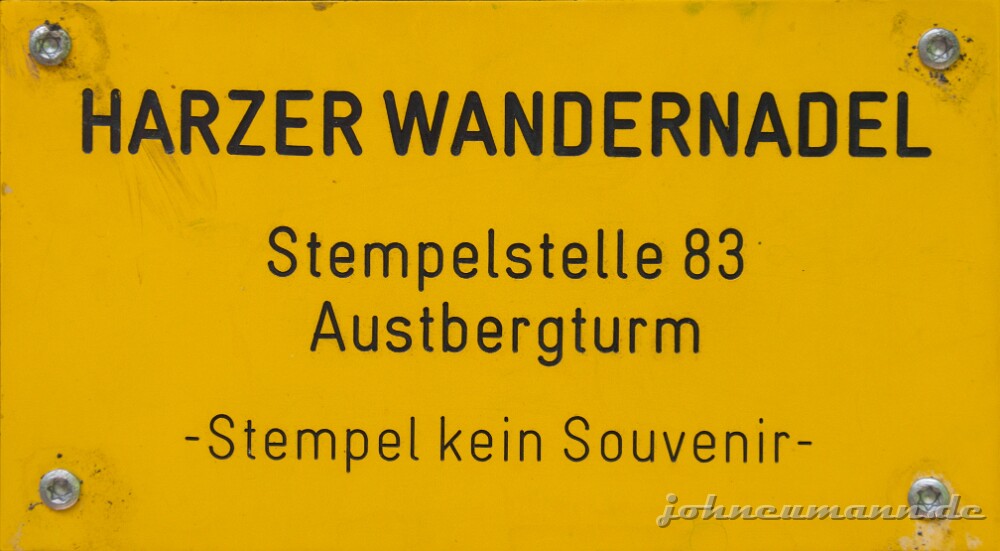 HARZER WANDERNADEL
Stempelstelle 83
Austbergturm
-Stempel kein Souvenir-
johneumann.de